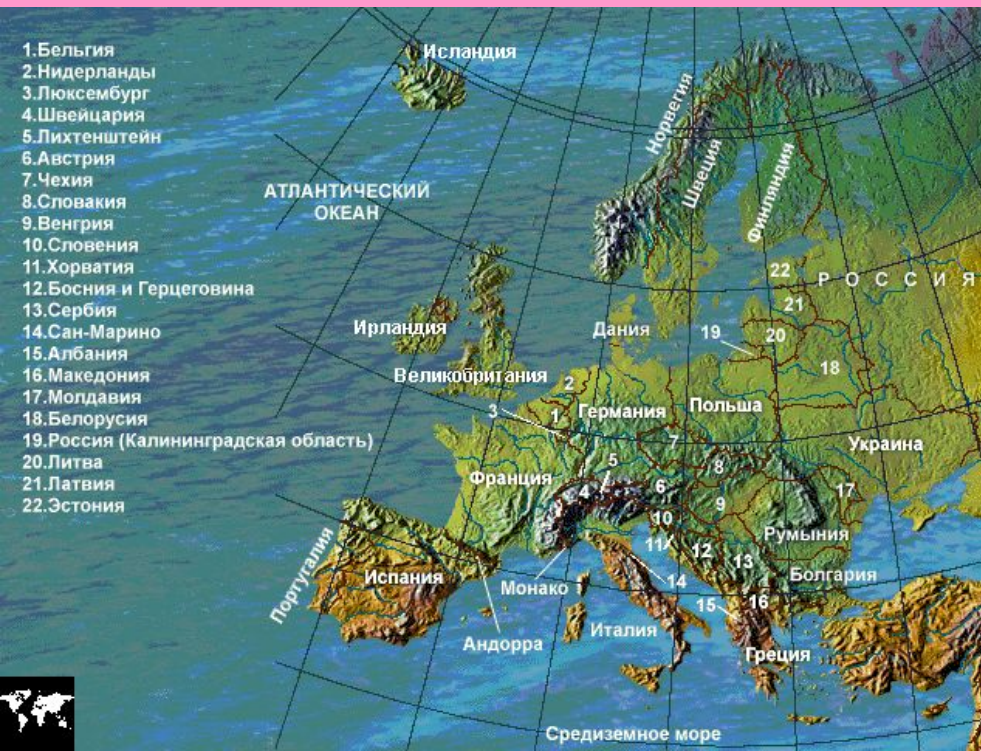 1.Бельгия
2.Нидерланды
3.Люксембург
4.Швейцария
5.Лихтенштейн
6.Австрия
7.Чехия
8.Словакия
9.Венгрия
10.Словения
11.Хорватия
12.Босния и Герцеговина
13.Сербия
14.Сан-Марино
15.Албания
16.Македония
17.Молдавия
18.Белорусия
19.Россия (Калининградская область)
20.Литва
21.Латвия
22.Эстония
Исландия
Норвегия
Швеция
Финляндия
АТЛАНТИЧЕСКИЙ
ОКЕАН
22
РОССИЯ
21
Ирландия
Дания
19
20
18
Великобритания
2
3
1
Германия
Польша
7
Украина
Франция
5
8
4
6
17
9
10
Румыния
11
12
13
Португалия
Испания
Монако
14
Болгария
15
16
Италия
Андорра
Греция
Средиземное море